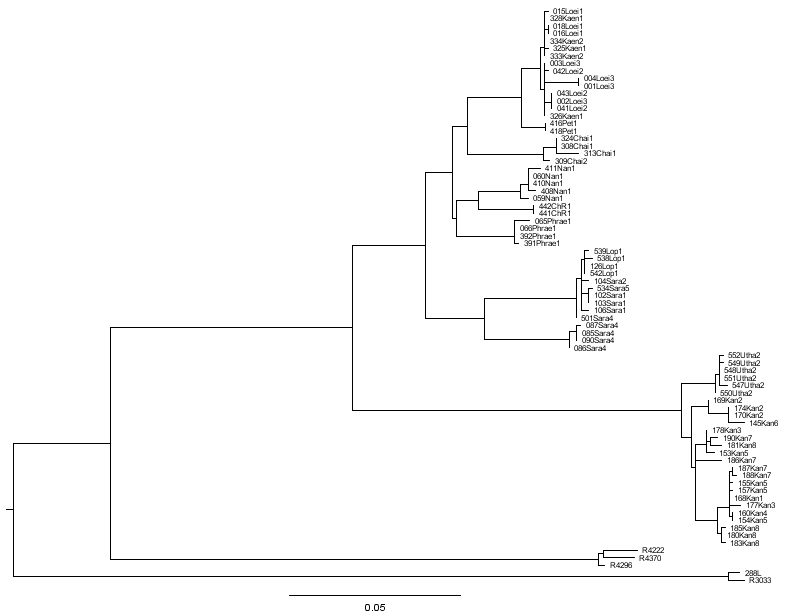 015Loei1
328Kaen1
018Loei1
016Loei1
334Kaen2
325Kaen1
333Kaen2
003Loei3
042Loei2
004Loei3
001Loei3
043Loei2
002Loei3
041Loei2
326Kaen1
416Pet1
418Pet1
324Chai1
308Chai1
313Chai1
309Chai2
411Nan1
060Nan1
410Nan1
408Nan1
059Nan1
442ChR1
441ChR1
065Phrae1
066Phrae1
392Phrae1
391Phrae1
539Lop1
538Lop1
126Lop1
542Lop1
104Sara2
534Sara5
102Sara1
103Sara1
106Sara1
501Sara4
087Sara4
085Sara4
090Sara4
086Sara4
552Utha2
549Utha2
548Utha2
551Utha2
547Utha2
550Utha2
169Kan2
174Kan2
170Kan2
145Kan6
178Kan3
190Kan7
181Kan8
153Kan5
186Kan7
187Kan7
188Kan7
155Kan5
157Kan5
168Kan1
177Kan3
160Kan4
154Kan5
185Kan8
180Kan8
183Kan8
R4222
R4370
R4296
288L
R3033
0.05